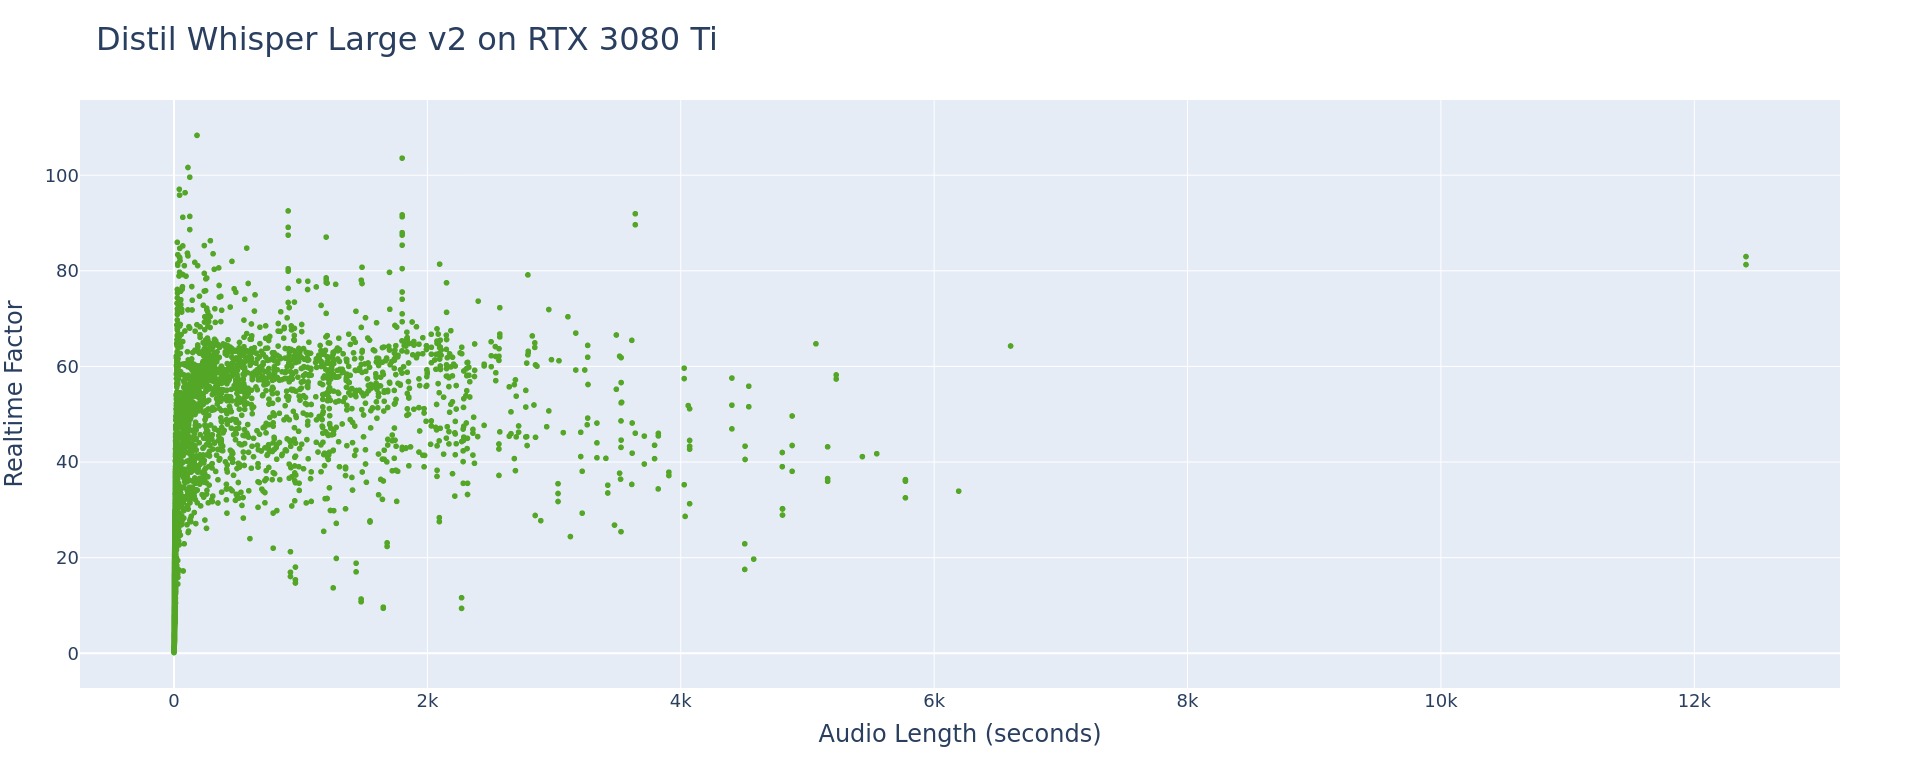 Distil Whisper Large v2 on RTX 3080 Ti
Realtime Factor
100
80
60
40
20
0
0 2k 4k 6k 8k 10k 12k
Audio Length (seconds)